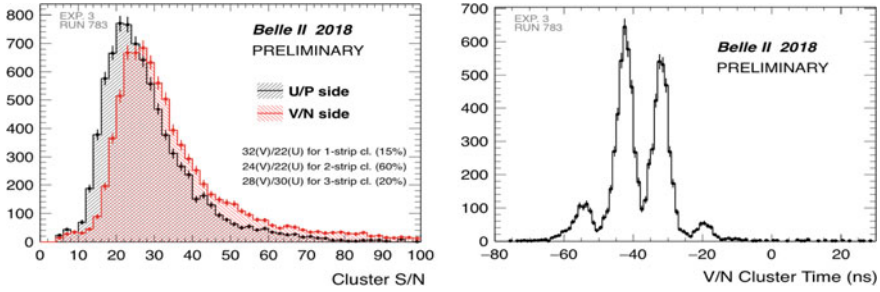 EXP. 3
RUN 783
Belle II 2018
PRELIMINARY
U/P side
V/N side
32(V)/22(U) for 1-strip cl. (15%)
24(V)/22(U) for 2-strip cl. (60%)
28(V)/30(U) for 3-strip cl. (20%)
800
700
600
500
400
300
200
100
0
0 10 20 30 40 50 60 70 80 90 100
Cluster S/N
EXP. 3
RUN 783
Belle II 2018
PRELIMINARY
700
600
500
400
300
200
100
0
−80 −60 −40 −20 0 20
V/N Cluster Time (ns)